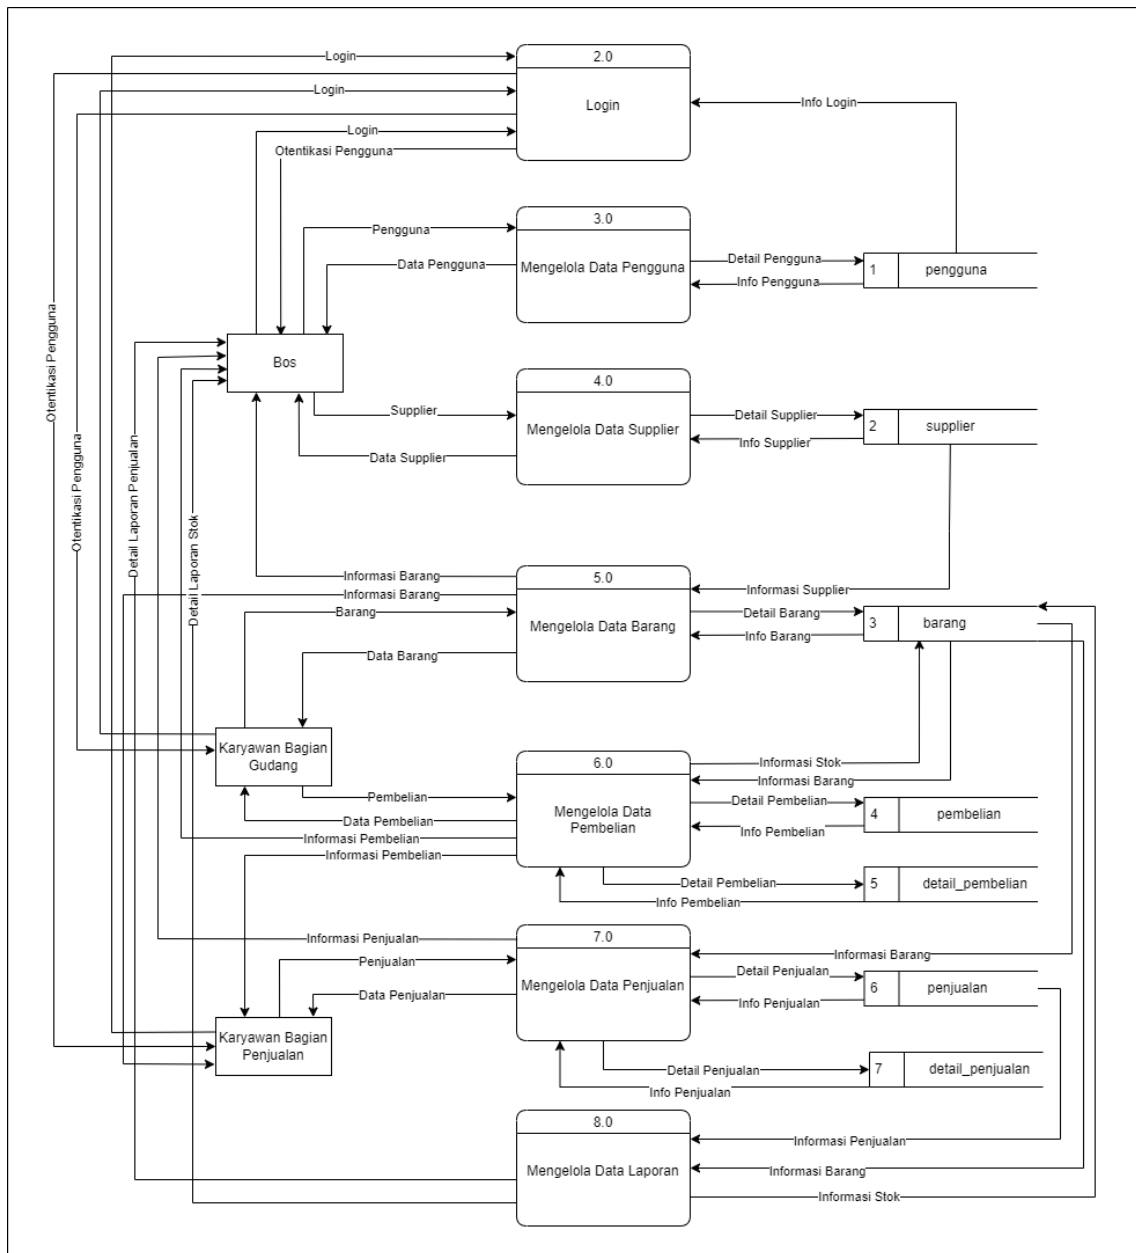 Login
2.0
Login
Info Login
Login
Login
Otentikasi Pengguna
3.0
Pengguna
Mengelola Data Pengguna
Data Pengguna
Detail Pengguna
Info Pengguna
1
pengguna
Bos
4.0
Supplier
Mengelola Data Supplier
Data Supplier
Detail Supplier
Info Supplier
2
supplier
Otentikasi Pengguna
Otentikasi Pengguna
Detail Laporan Penjualan
Detail Laporan Stok
Informasi Barang
Informasi Barang
Barang
Data Barang
5.0
Mengelola Data Barang
Informasi Supplier
Detail Barang
Info Barang
3
barang
Karyawan Bagian
Gudang
6.0
Mengelola Data
Pembelian
Pembelian
Data Pembelian
Informasi Pembelian
Informasi Pembelian
Informasi Stok
Informasi Barang
Detail Pembelian
Info Pembelian
4
pembelian
Detail Pembelian
Info Pembelian
5
detail_pembelian
Informasi Penjualan
Penjualan
Data Penjualan
7.0
Mengelola Data Penjualan
Informasi Barang
Detail Penjualan
Info Penjualan
6
penjualan
Karyawan Bagian
Penjualan
Detail Penjualan
Info Penjualan
7
detail_penjualan
8.0
Mengelola Data Laporan
Informasi Penjualan
Informasi Barang
Informasi Stok